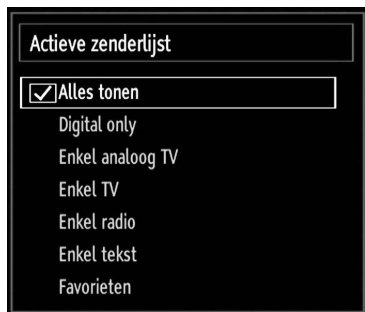 Actieve zenderlijst
Alles tonen
Digital only
Enkel analoog TV
Enkel TV
Enkel radio
Enkel tekst
Favorieten